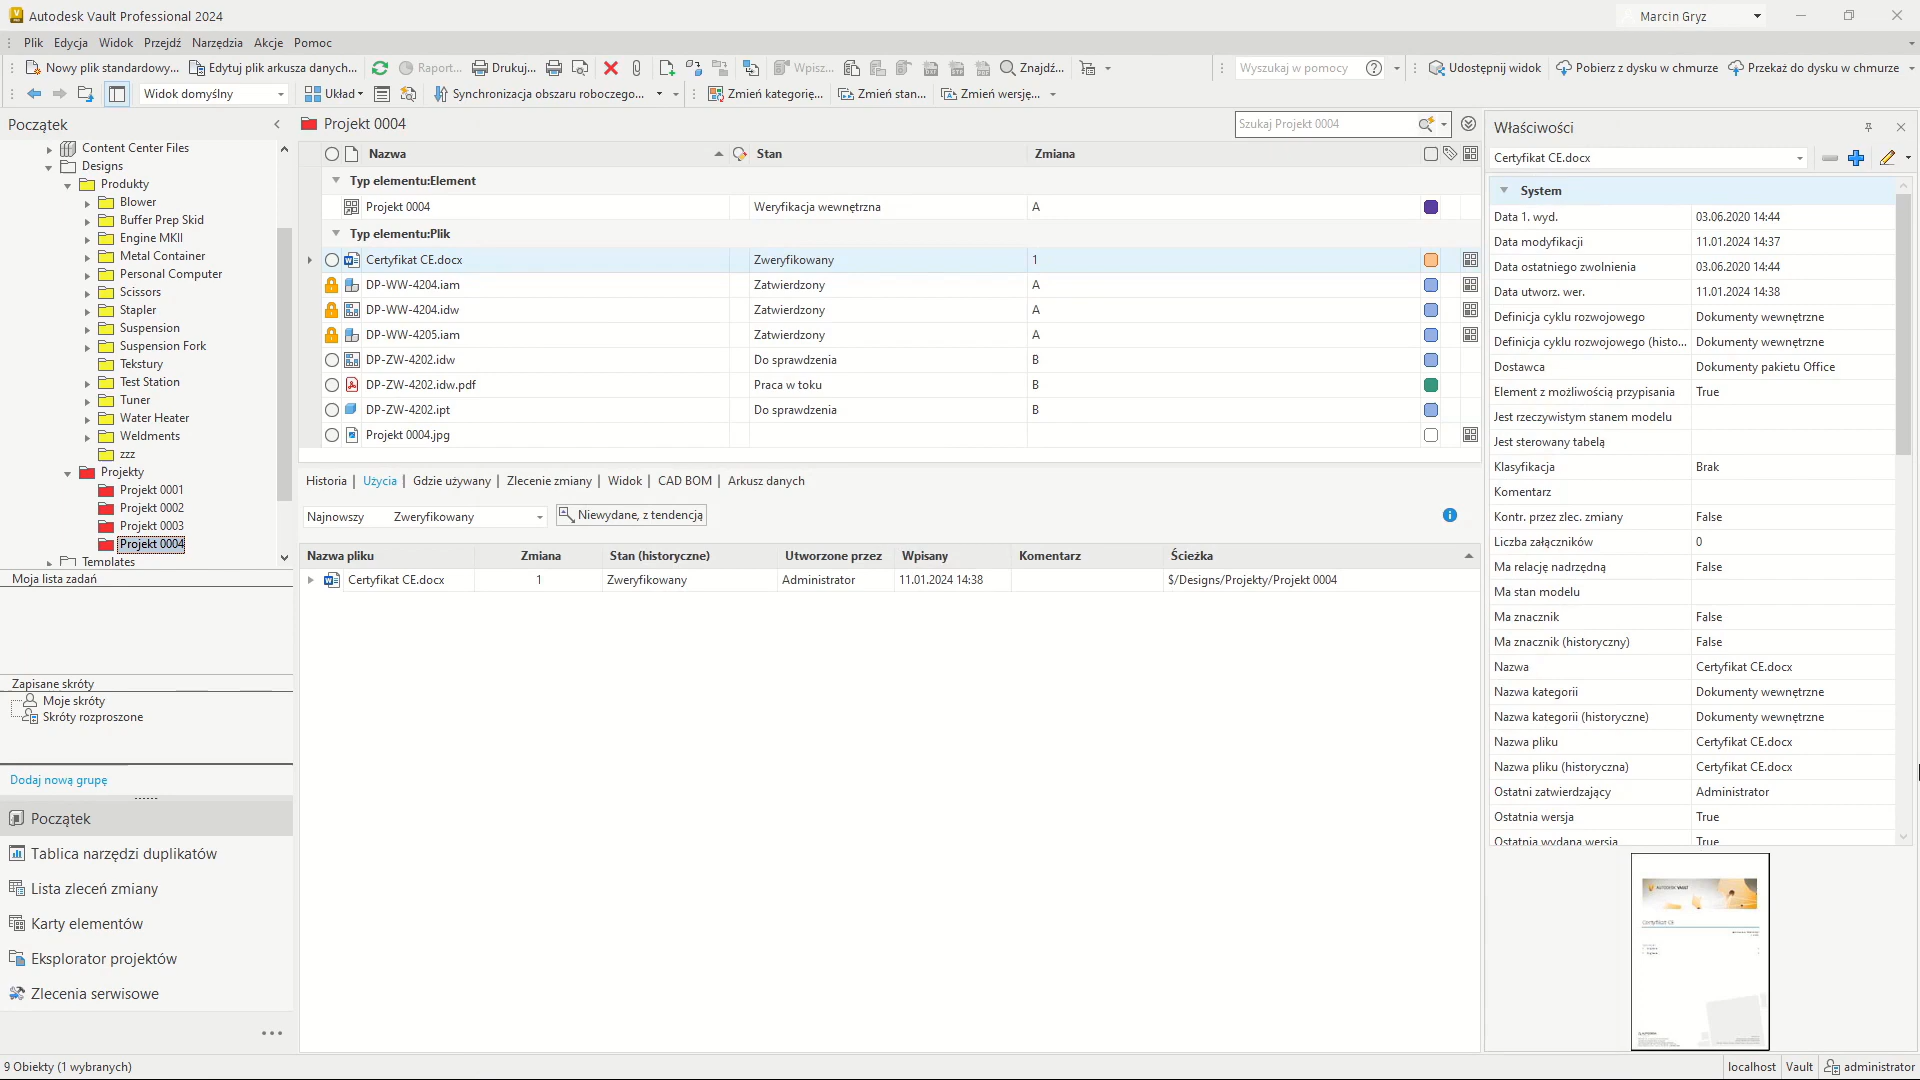 Autodesk Vault Professional 2024
Marcin Gryz
Plik Edycja Widok Przejdź Narzędzia Akcje Pomoc
Nowy plik standardowy... Edytuj plik arkusza danych... Raport... Drukuj... Wpisz... Znajdź... Wyszukaj w pomocy Udostępnij widok Pobierz z dysku w chmurze Przekaż do dysku w chmurze
Widok domyślny Układ Synchronizacja obszaru roboczego... Zmień kategorię... Zmień stan... Zmień wersję...
Początek
Content Center Files
Designs
Produkty
Blower
Buffer Prep Skid
Engine MKII
Metal Container
Personal Computer
Scissors
Stapler
Suspension
Suspension Fork
Tekstury
Test Station
Tuner
Water Heater
Weldments
zzz
Projekty
Projekt 0001
Projekt 0002
Projekt 0003
Projekt 0004
Templates
Moja lista zadań
Zapisane skróty
Moje skróty
Skróty rozproszone
Dodaj nową grupę
Początek
Tablica narzędzi duplikatów
Lista zleceń zmiany
Karty elementów
Eksplorator projektów
Zlecenia serwisowe
Projekt 0004
Szukaj Projekt 0004
Nazwa Stan Zmiana
Typ elementu:Element
Projekt 0004 Weryfikacja wewnętrzna A
Typ elementu:Plik
Certyfikat CE.docx Zweryfikowany 1
DP-WW-4204.iam Zatwierdzony A
DP-WW-4204.idw Zatwierdzony A
DP-WW-4205.iam Zatwierdzony A
DP-ZW-4202.idw Do sprawdzenia B
DP-ZW-4202.idw.pdf Praca w toku B
DP-ZW-4202.ipt Do sprawdzenia B
Projekt 0004.jpg
Historia | Użycia | Gdzie używany | Zlecenie zmiany | Widok | CAD BOM | Arkusz danych
Najnowszy Zweryfikowany Niewydane, z tendencją
Nazwa pliku Zmiana Stan (historyczne) Utworzone przez Wpisany Komentarz Ścieżka
Certyfikat CE.docx 1 Zweryfikowany Administrator 11.01.2024 14:38 $/Designs/Projekty/Projekt 0004
Właściwości
Certyfikat CE.docx
System
Data 1. wyd. 03.06.2020 14:44
Data modyfikacji 11.01.2024 14:37
Data ostatniego zwolnienia 03.06.2020 14:44
Data utworz. wer. 11.01.2024 14:38
Definicja cyklu rozwojowego Dokumenty wewnętrzne
Definicja cyklu rozwojowego (histo... Dokumenty wewnętrzne
Dostawca Dokumenty pakietu Office
Element z możliwością przypisania True
Jest rzeczywistym stanem modelu
Jest sterowany tabelą
Klasyfikacja Brak
Komentarz
Kontr. przez zlec. zmiany False
Liczba załączników 0
Ma relację nadrzędną False
Ma stan modelu
Ma znacznik False
Ma znacznik (historyczny) False
Nazwa Certyfikat CE.docx
Nazwa kategorii Dokumenty wewnętrzne
Nazwa kategorii (historyczne) Dokumenty wewnętrzne
Nazwa pliku Certyfikat CE.docx
Nazwa pliku (historyczna) Certyfikat CE.docx
Ostatni zatwierdzający Administrator
Ostatnia wersja True
Ostatnia wydana wersja True
AUTODESK VAULT
Certyfikat CE
9 Obiekty (1 wybranych)
localhost Vault administrator